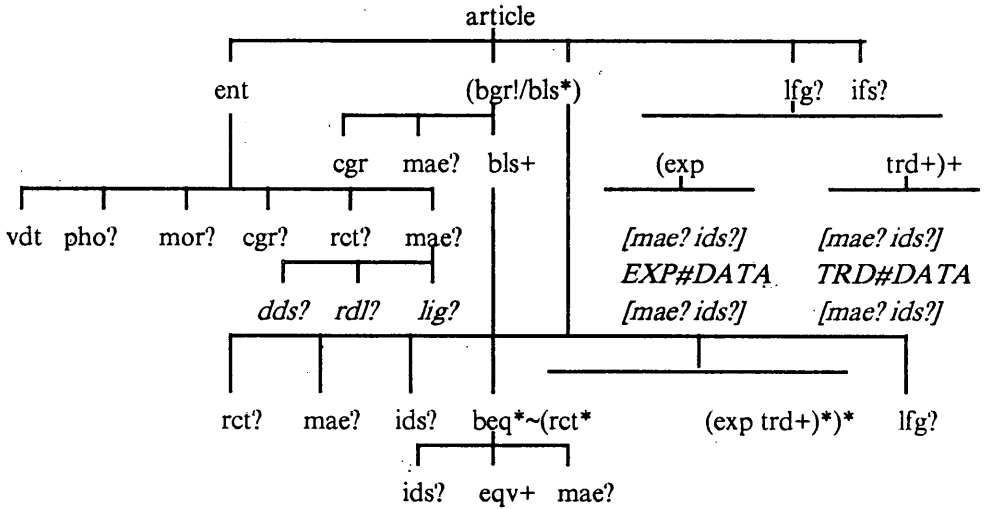 article
ent (bgr!/bls*) lfg? ifs?
cgr mae? bls+ (exp trd+)+
vdt pho? mor? cgr? rct? mae? [mae? ids?] [mae? ids?]
EXP#DATA TRD#DATA
dds? rdl? lig? [mae? ids?] [mae? ids?]
rct? mae? ids? beq*~(rct* (exp trd+)*)* lfg?
ids? eqv+ mae?